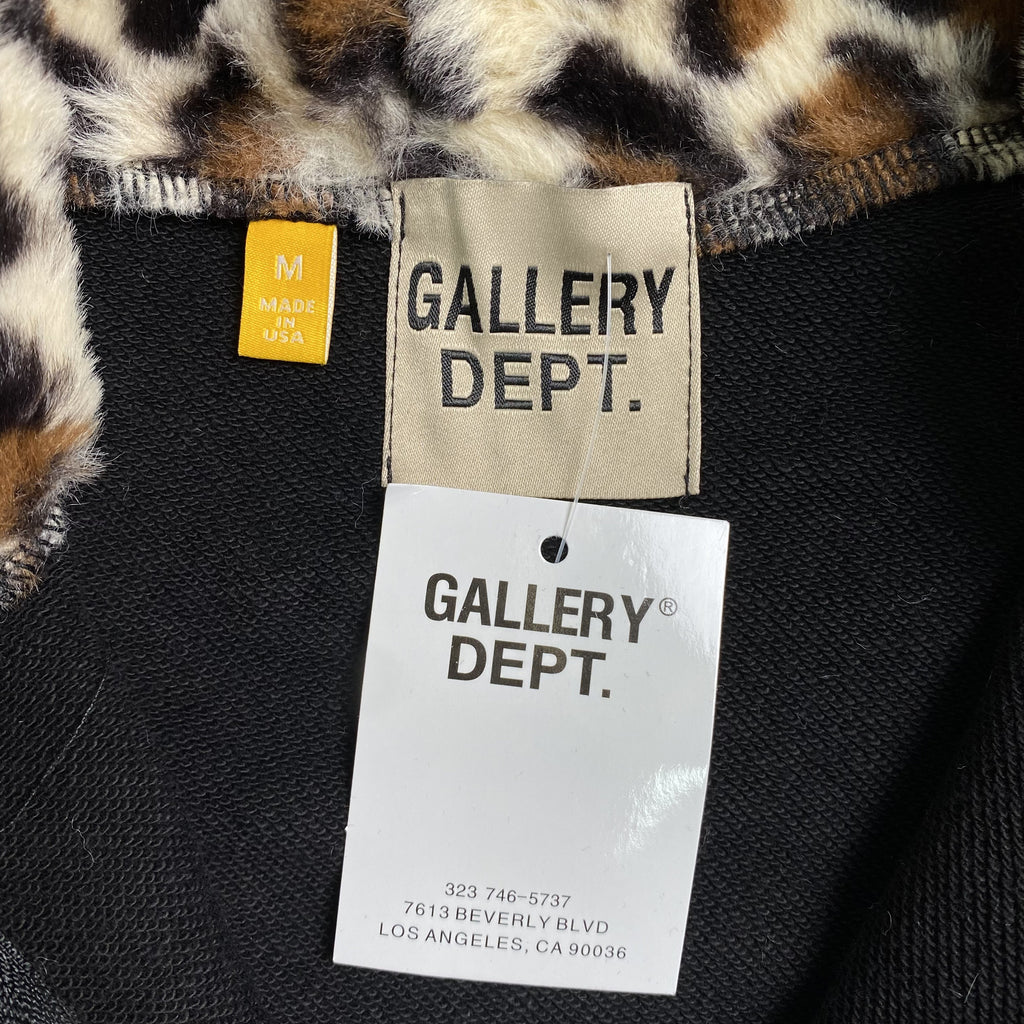 M
MADE
IN
USA
GALLERY
DEPT.
GALLERY®
DEPT.
323 746-5737
7613 BEVERLY BLVD
LOS ANGELES, CA 90036